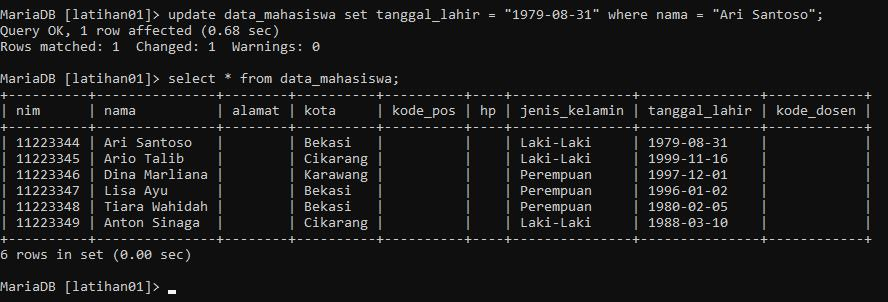 MariaDB [latihan01]> update data_mahasiswa set tanggal_lahir = "1979-08-31" where nama = "Ari Santoso";
Query OK, 1 row affected (0.68 sec)
Rows matched: 1  Changed: 1  Warnings: 0

MariaDB [latihan01]> select * from data_mahasiswa;
+----------+---------------+--------+----------+----------+----+---------------+---------------+------------+
| nim      | nama          | alamat | kota     | kode_pos | hp | jenis_kelamin | tanggal_lahir | kode_dosen |
+----------+---------------+--------+----------+----------+----+---------------+---------------+------------+
| 11223344 | Ari Santoso   |        | Bekasi   |          |    | Laki-Laki     | 1979-08-31    |            |
| 11223345 | Ario Talib    |        | Cikarang |          |    | Laki-Laki     | 1999-11-16    |            |
| 11223346 | Dina Marliana |        | Karawang |          |    | Perempuan     | 1997-12-01    |            |
| 11223347 | Lisa Ayu      |        | Bekasi   |          |    | Perempuan     | 1996-01-02    |            |
| 11223348 | Tiara Wahidah |        | Bekasi   |          |    | Perempuan     | 1980-02-05    |            |
| 11223349 | Anton Sinaga  |        | Cikarang |          |    | Laki-Laki     | 1988-03-10    |            |
+----------+---------------+--------+----------+----------+----+---------------+---------------+------------+
6 rows in set (0.00 sec)

MariaDB [latihan01]> _